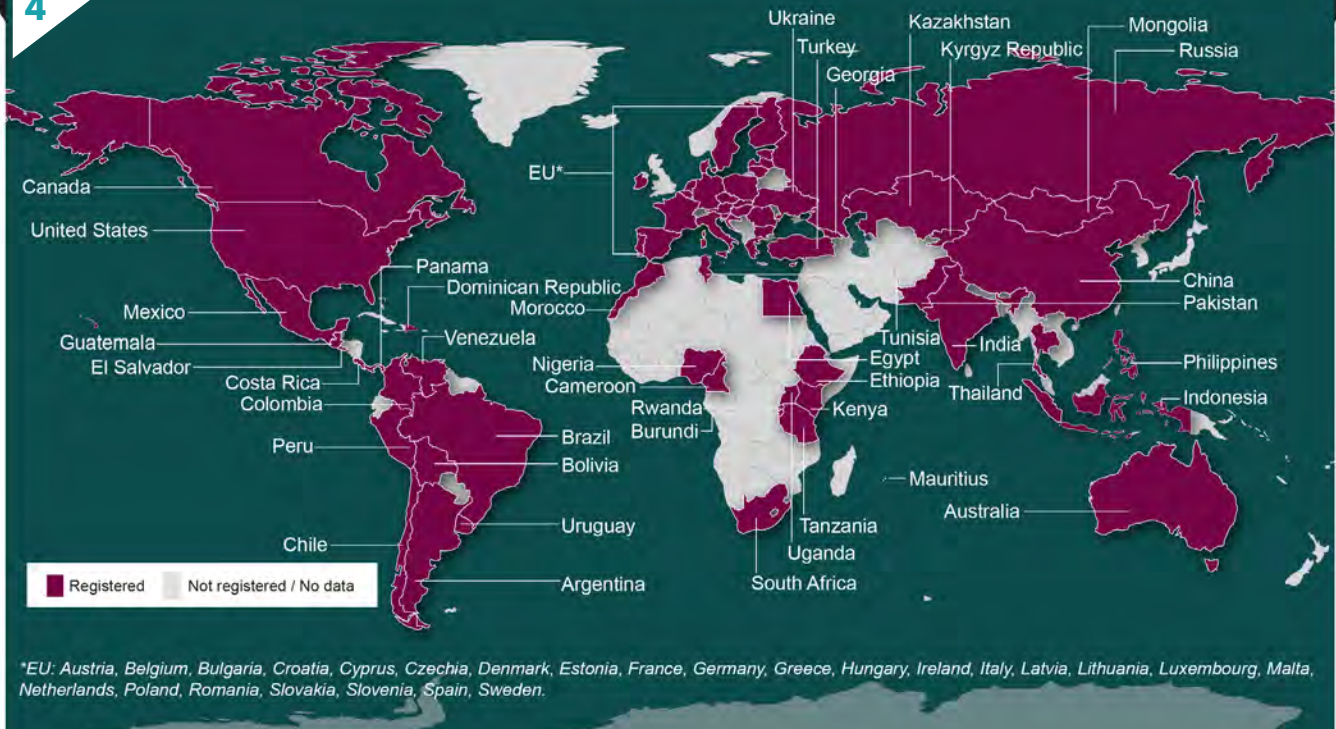 4
Ukraine
Kazakhstan
Mongolia
Turkey
Kyrgyz Republic
Russia
Georgia
EU*
Canada
United States
Panama
Dominican Republic
Morocco
China
Pakistan
Mexico
Guatemala
Venezuela
Tunisia
India
El Salvador
Nigeria
Egypt
Philippines
Costa Rica
Cameroon
Ethiopia
Thailand
Indonesia
Colombia
Rwanda
Kenya
Peru
Brazil
Burundi
Bolivia
Mauritius
Australia
Uruguay
Tanzania
Chile
Uganda
Registered
Not registered / No data
Argentina
South Africa
*EU: Austria, Belgium, Bulgaria, Croatia, Cyprus, Czechia, Denmark, Estonia, France, Germany, Greece, Hungary, Ireland, Italy, Latvia, Lithuania, Luxembourg, Malta,
Netherlands, Poland, Romania, Slovakia, Slovenia, Spain, Sweden.